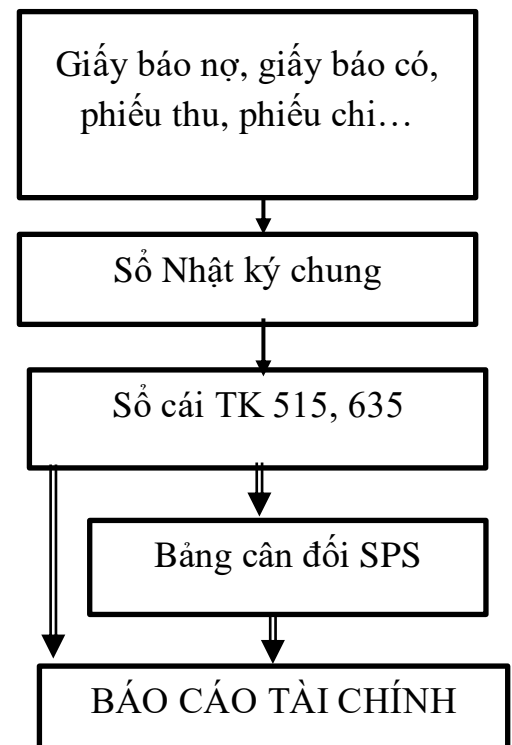 Giấy báo nợ, giấy báo có,
phiếu thu, phiếu chi…
Sổ Nhật ký chung
Sổ cái TK 515, 635
Bảng cân đối SPS
BÁO CÁO TÀI CHÍNH